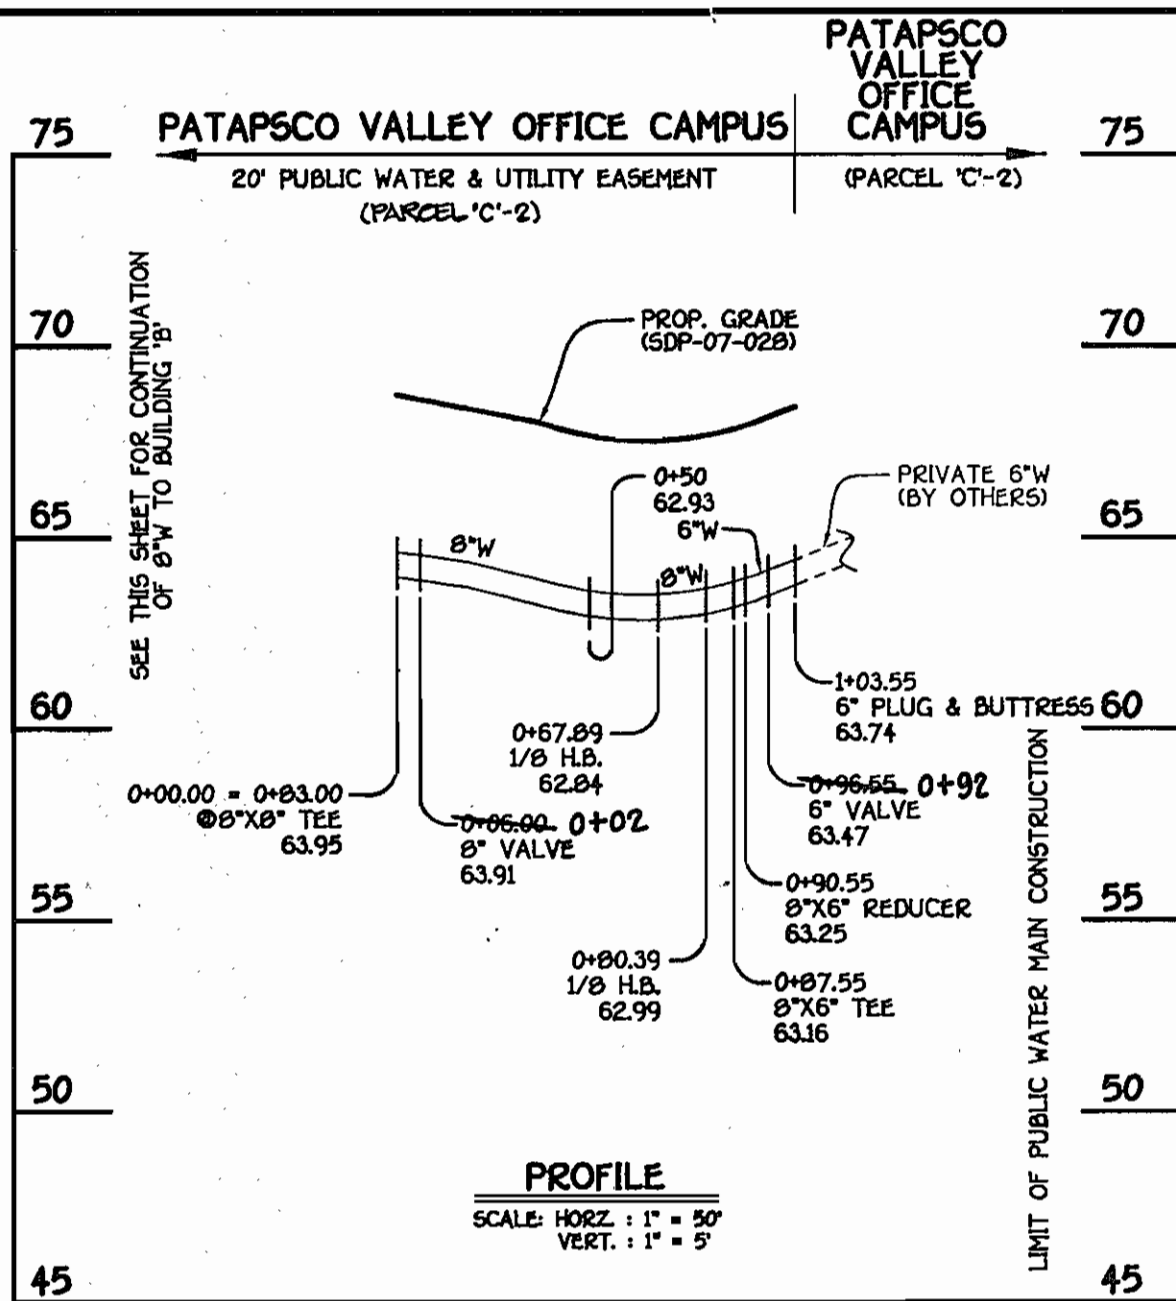 PATAPSCO
VALLEY
OFFICE
CAMPUS
PATAPSCO VALLEY OFFICE CAMPUS
75
75
20' PUBLIC WATER & UTILITY EASEMENT
(PARCEL 'C'-2)
(PARCEL 'C'-2)
SEE THIS SHEET FOR CONTINUATION
OF 8"W TO BUILDING 'B'
70
70
PROP. GRADE
(SDP-07-028)
65
65
0+50
62.93
6"W
PRIVATE 6"W
(BY OTHERS)
8"W
8"W
1+03.55
6" PLUG & BUTTRESS
63.74
60
60
0+67.89
1/8 H.B.
62.84
0+00.00 = 0+83.00
@8"X8" TEE
63.95
0+06.00 0+02
8" VALVE
63.91
0+96.55 0+92
6" VALVE
63.47
0+90.55
8"X6" REDUCER
63.25
55
55
0+80.39
1/8 H.B.
62.99
0+87.55
8"X6" TEE
63.16
50
50
LIMIT OF PUBLIC WATER MAIN CONSTRUCTION
PROFILE
SCALE: HORZ. : 1" = 50'
VERT. : 1" = 5'
45
45